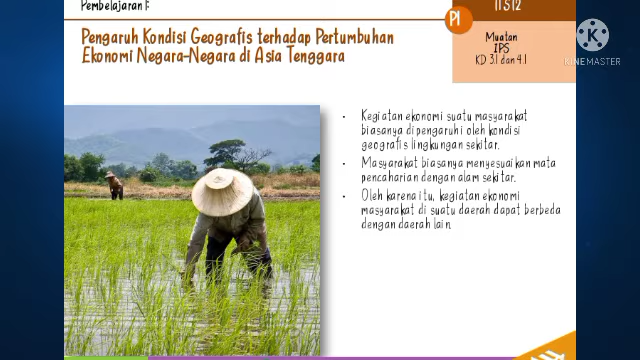 Pembelajaran 1:
T1S12
P1
Pengaruh Kondisi Geografis terhadap Pertumbuhan
Ekonomi Negara-Negara di Asia Tenggara
Muatan
IPS
KD 3.1 dan 4.1
KINEMASTER
• Kegiatan ekonomi suatu masyarakat
biasanya dipengaruhi oleh kondisi
geografis lingkungan sekitar.
• Masyarakat biasanya menyesuaikan mata
pencaharian dengan alam sekitar.
• Oleh karena itu, kegiatan ekonomi
masyarakat di suatu daerah dapat berbeda
dengan daerah lain.